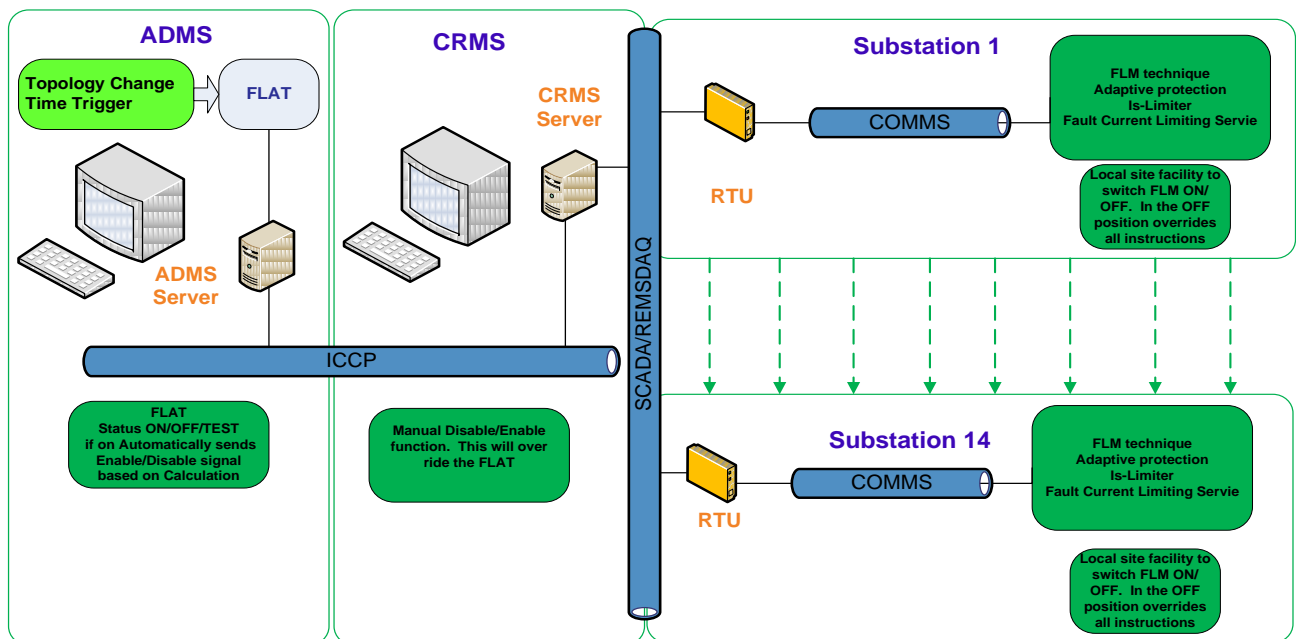 ADMS
Topology Change
Time Trigger
FLAT
ADMS
Server
ICCP
FLAT
Status ON/OFF/TEST
if on Automatically sends
Enable/Disable signal
based on Calculation
CRMS
CRMS
Server
Manual Disable/Enable
function. This will over
ride the FLAT
SCADA/REMSDAQ
Substation 1
RTU
COMMS
FLM technique
Adaptive protection
Is-Limiter
Fault Current Limiting Servie
Local site facility to
switch FLM ON/
OFF. In the OFF
position overrides
all instructions
Substation 14
RTU
COMMS
FLM technique
Adaptive protection
Is-Limiter
Fault Current Limiting Servie
Local site facility to
switch FLM ON/
OFF. In the OFF
position overrides
all instructions